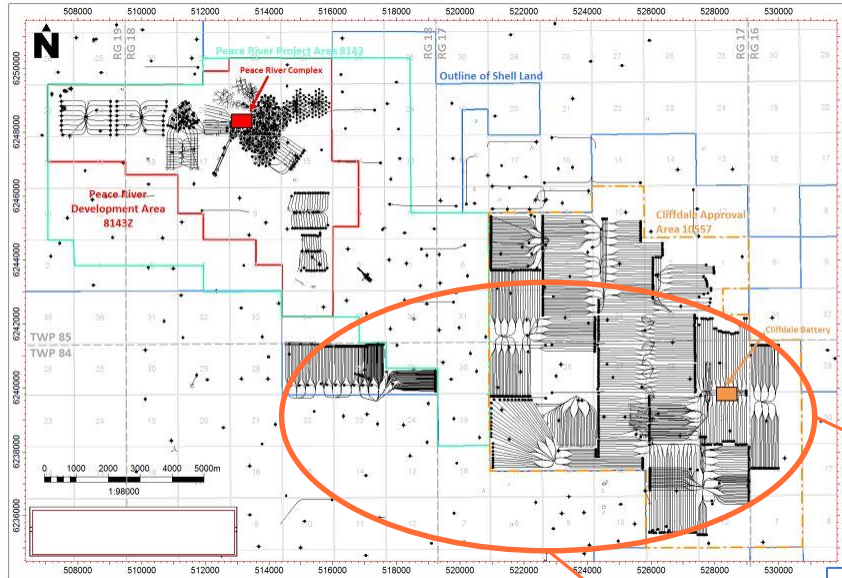 508000 510000 512000 514000 516000 518000 520000 522000 524000 526000 528000 530000
N
RG 19
RG 18
RG 18
RG 17
RG 17
RG 16
Peace River Project Area 8143
Peace River Complex
Outline of Shell Land
6250000
6248000
6246000
6244000
6242000
6240000
6238000
6236000
Peace River
Development Area
8143Z
Cliffdale Approval
Area 10557
Cliffdale Battery
TWP 85
TWP 84
0 1000 2000 3000 4000 5000m
1:98000
508000 510000 512000 514000 516000 518000 520000 522000 524000 526000 528000 530000